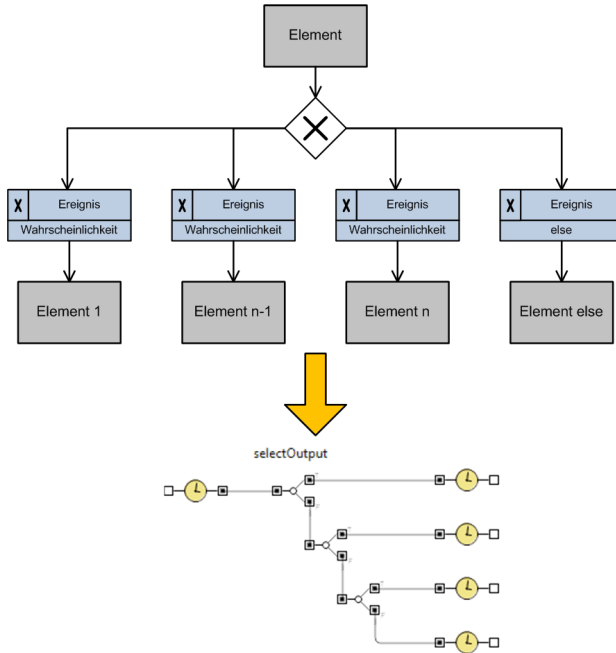 Element
X Ereignis
Wahrscheinlichkeit
X Ereignis
Wahrscheinlichkeit
X Ereignis
Wahrscheinlichkeit
X Ereignis
else
Element 1
Element n-1
Element n
Element else
selectOutput